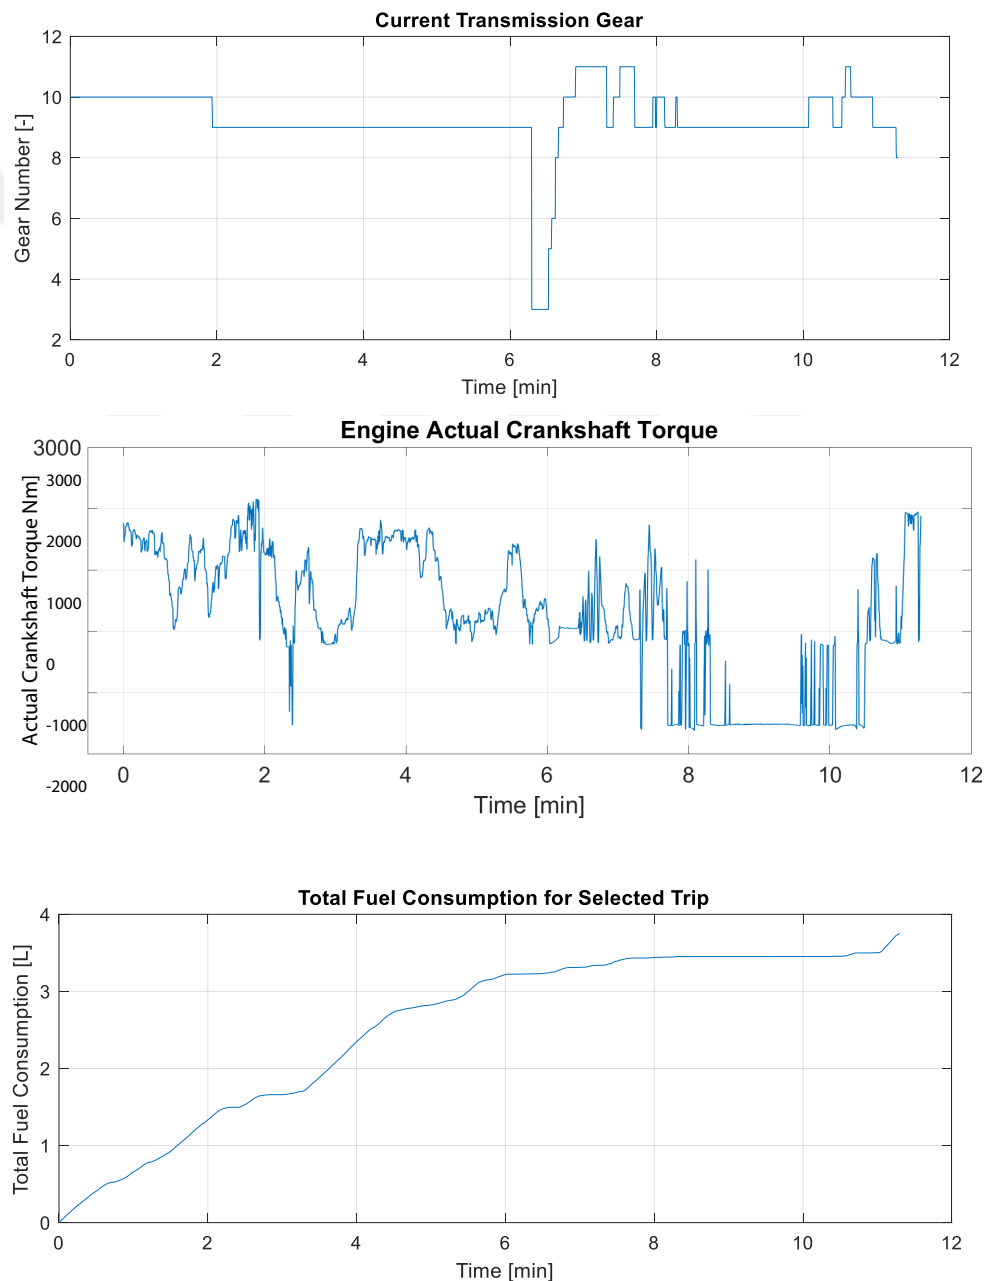 Current Transmission Gear
12
10
8
6
4
2
Gear Number [-]
0 2 4 6 8 10 12
Time [min]
Engine Actual Crankshaft Torque
3000
3000
2000
1000
0
-1000
-2000
Actual Crankshaft Torque Nm]
0 2 4 6 8 10 12
Time [min]
Total Fuel Consumption for Selected Trip
4
3
2
1
0
Total Fuel Consumption [L]
0 2 4 6 8 10 12
Time [min]